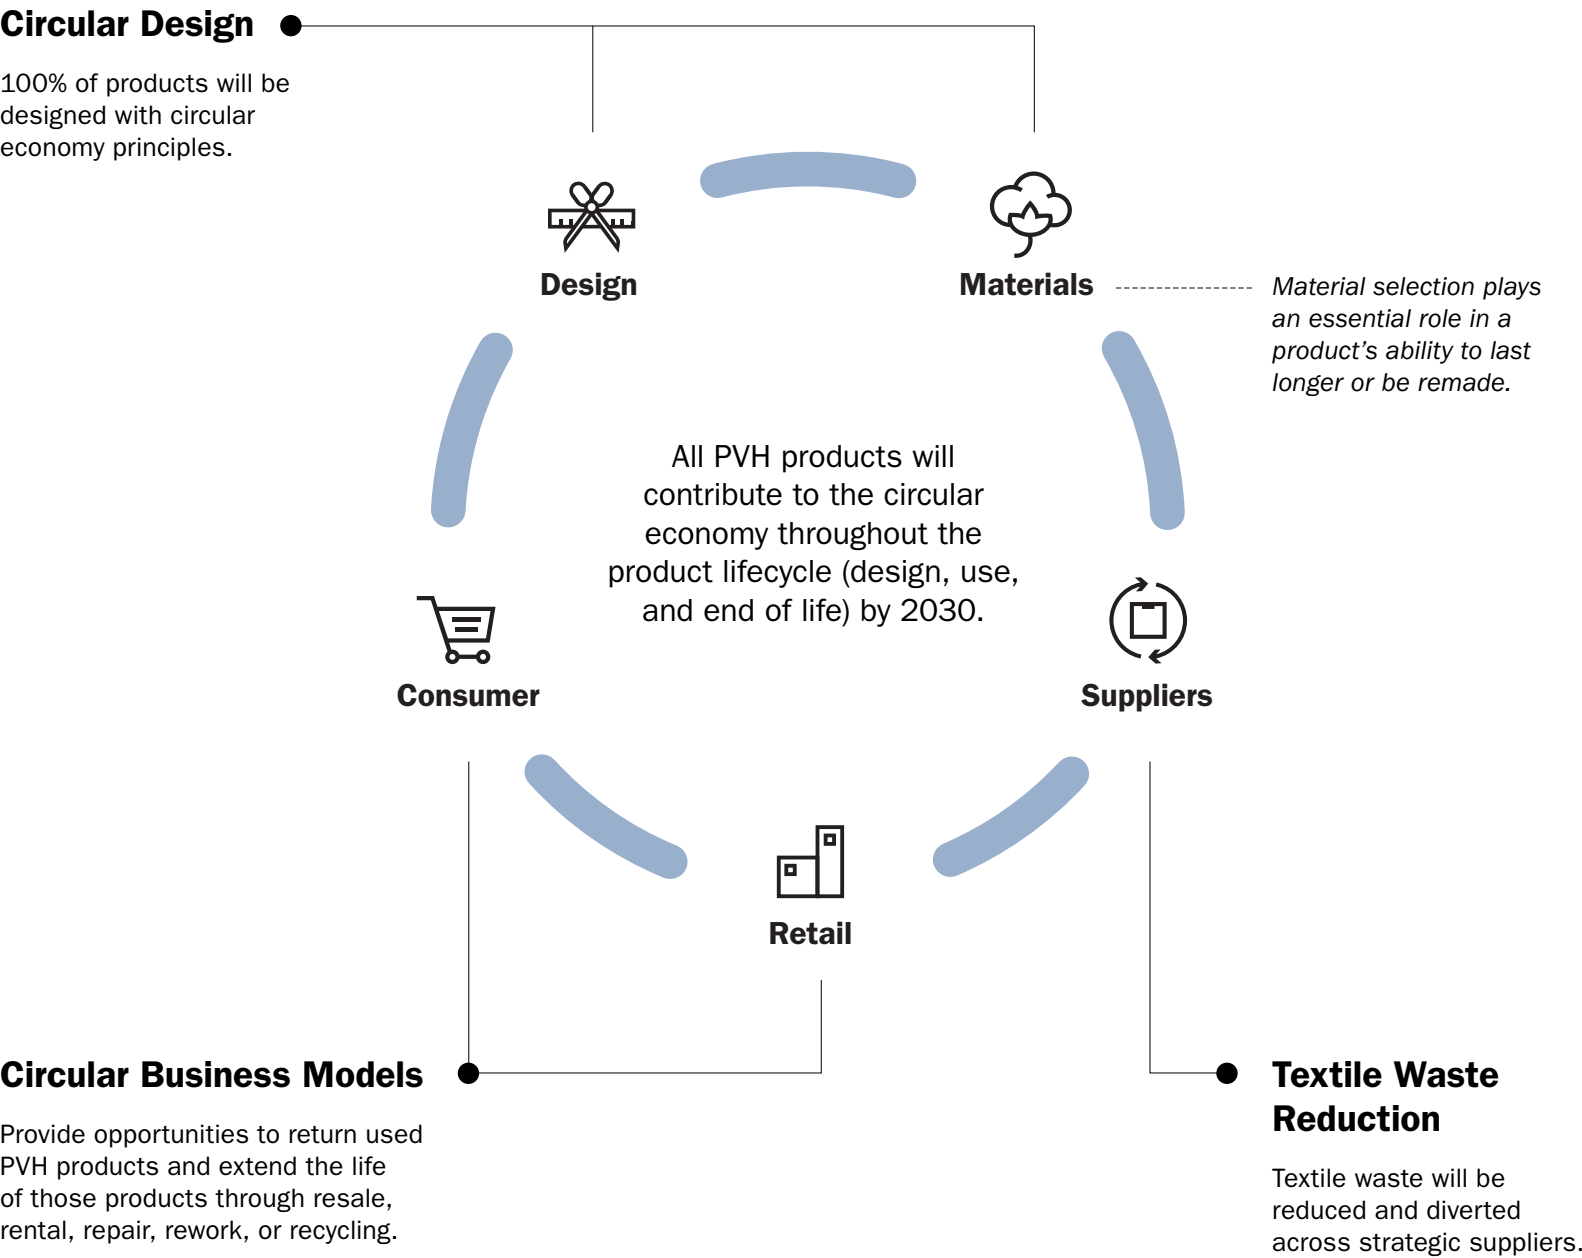 Circular Design
100% of products will be
designed with circular
economy principles.
Design
Materials
Material selection plays
an essential role in a
product’s ability to last
longer or be remade.
All PVH products will
contribute to the circular
economy throughout the
product lifecycle (design, use,
and end of life) by 2030.
Consumer
Suppliers
Retail
Circular Business Models
Provide opportunities to return used
PVH products and extend the life
of those products through resale,
rental, repair, rework, or recycling.
Textile Waste
Reduction
Textile waste will be
reduced and diverted
across strategic suppliers.